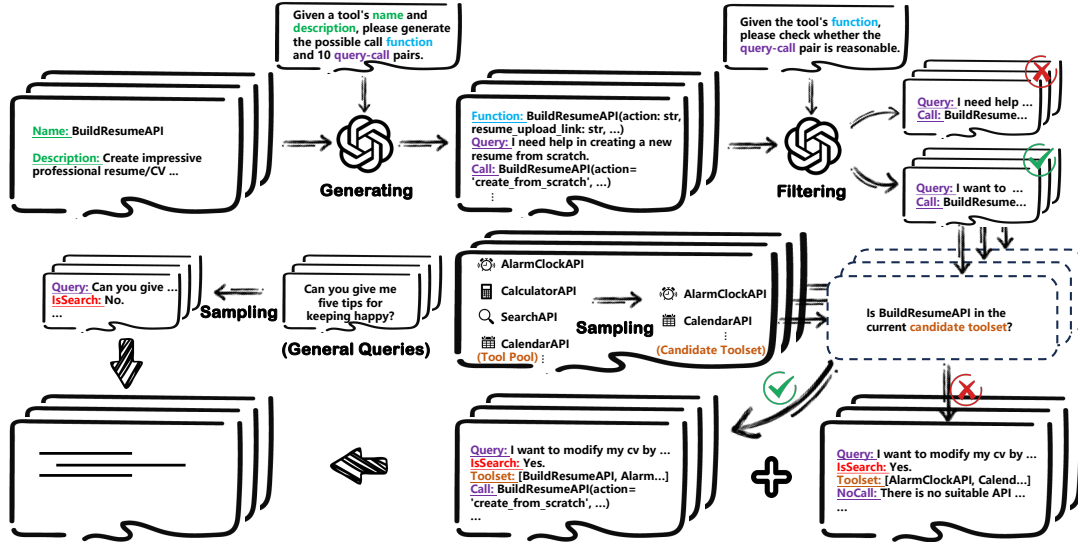 Given a tool's name and
description, please generate
the possible call function
and 10 query-call pairs.
Given the tool's function,
please check whether the
query-call pair is reasonable.
Name: BuildResumeAPI
Description: Create impressive
professional resume/CV ...
Generating
Function: BuildResumeAPI(action: str,
resume_upload_link: str, ...)
Query: I need help in creating a new
resume from scratch.
Call: BuildResumeAPI(action=
'create_from_scratch', ...)
⋮
Filtering
Query: I need help ...
Call: BuildResume...
Query: I want to ...
Call: BuildResume...
Query: Can you give ...
IsSearch: No.
...
Sampling
Can you give me
five tips for
keeping happy?
(General Queries)
AlarmClockAPI
CalculatorAPI
SearchAPI
CalendarAPI
(Tool Pool) ⋮
Sampling
AlarmClockAPI
CalendarAPI
⋮
(Candidate Toolset)
Is BuildResumeAPI in the
current candidate toolset?
Query: I want to modify my cv by ...
IsSearch: Yes.
Toolset: [BuildResumeAPI, Alarm...]
Call: BuildResumeAPI(action=
'create_from_scratch', ...)
...
Query: I want to modify my cv by ...
IsSearch: Yes.
Toolset: [AlarmClockAPI, Calend...]
NoCall: There is no suitable API ...
...